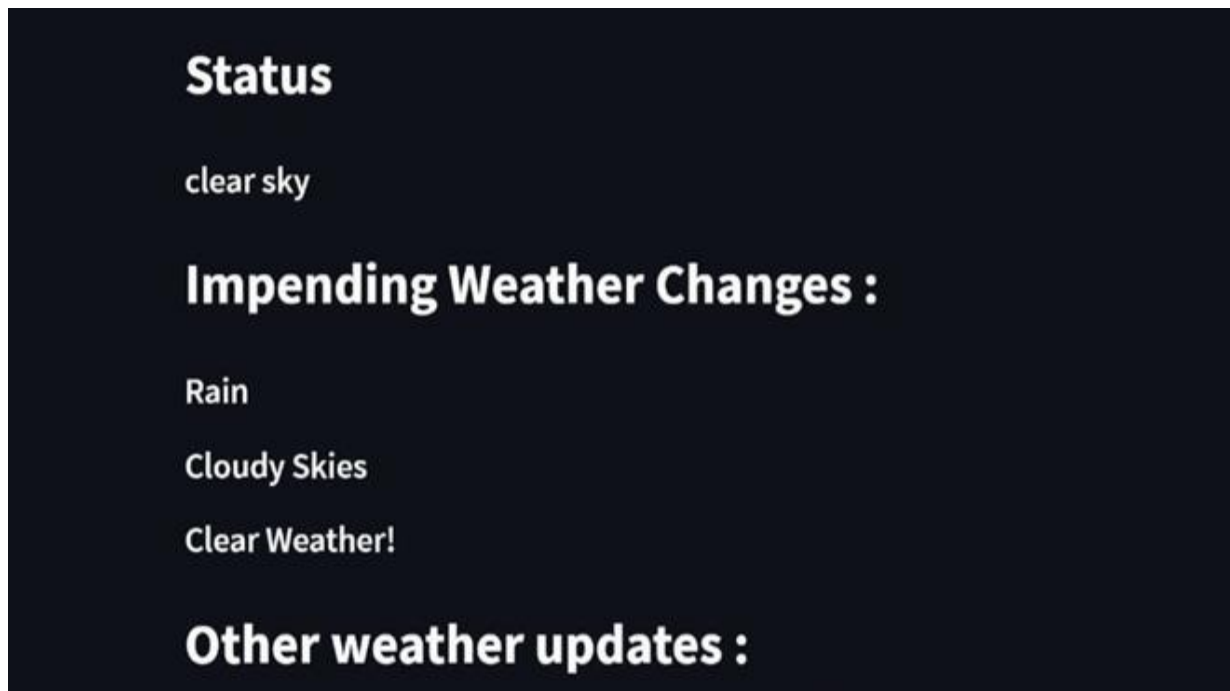 Status
clear sky
Impending Weather Changes :
Rain
Cloudy Skies
Clear Weather!
Other weather updates :